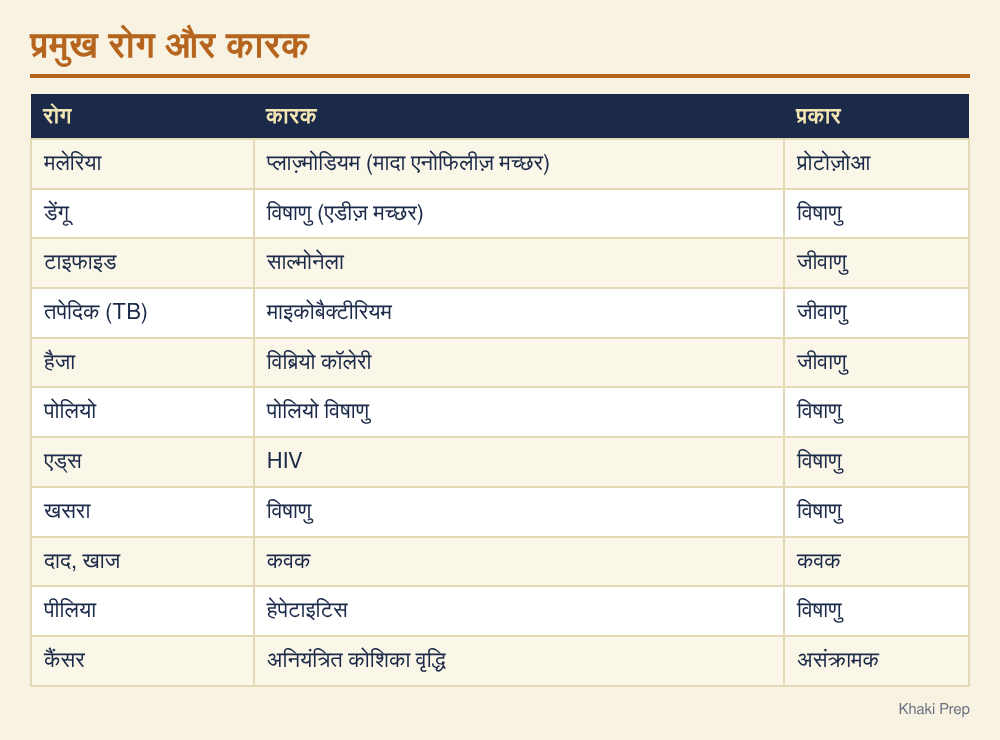 प्रमुख रोग और कारक
रोग कारक प्रकार
मलेरिया प्लाज़्मोडियम (मादा एनोफिलीज़ मच्छर) प्रोटोज़ोआ
डेंगू विषाणु (एडीज़ मच्छर) विषाणु
टाइफाइड साल्मोनेला जीवाणु
तपेदिक (TB) माइकोबैक्टीरियम जीवाणु
हैजा विब्रियो कॉलेरी जीवाणु
पोलियो पोलियो विषाणु विषाणु
एड्स HIV विषाणु
खसरा विषाणु विषाणु
दाद, खाज कवक कवक
पीलिया हेपेटाइटिस विषाणु
कैंसर अनियंत्रित कोशिका वृद्धि असंक्रामक
Khaki Prep